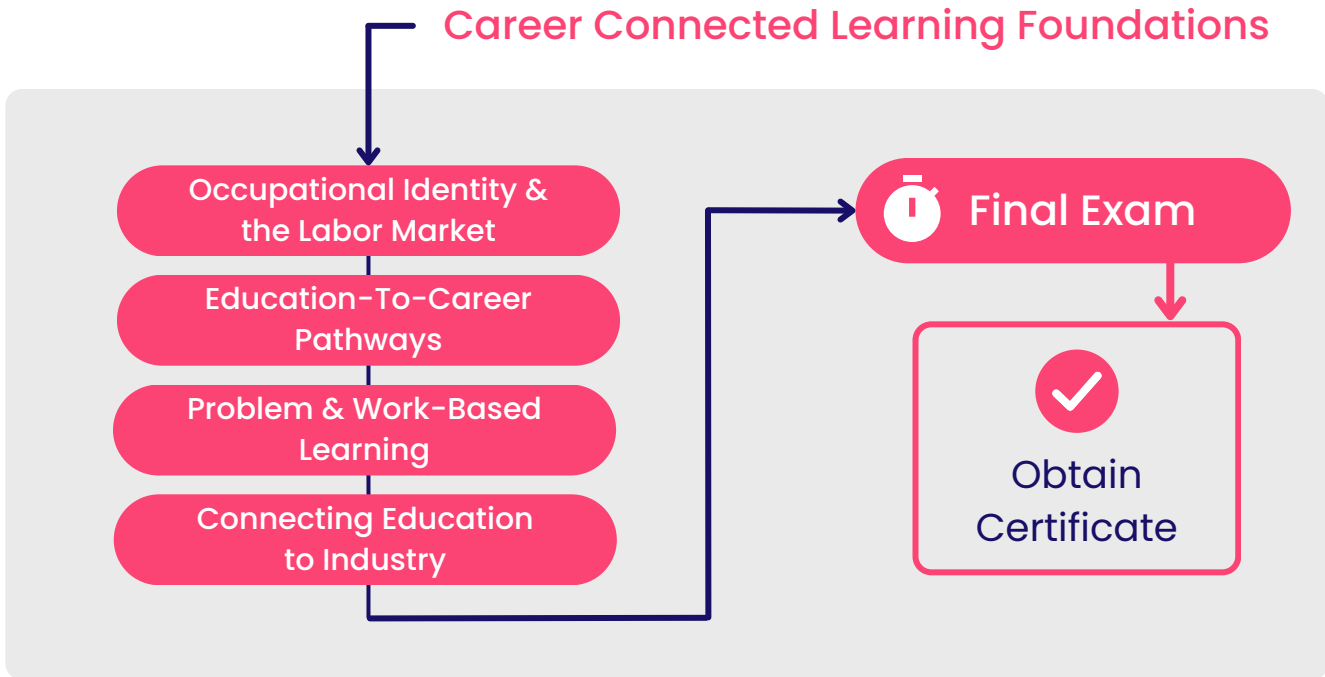 Career Connected Learning Foundations
Occupational Identity &
the Labor Market
Education-To-Career
Pathways
Problem & Work-Based
Learning
Connecting Education
to Industry
Final Exam
Obtain
Certificate